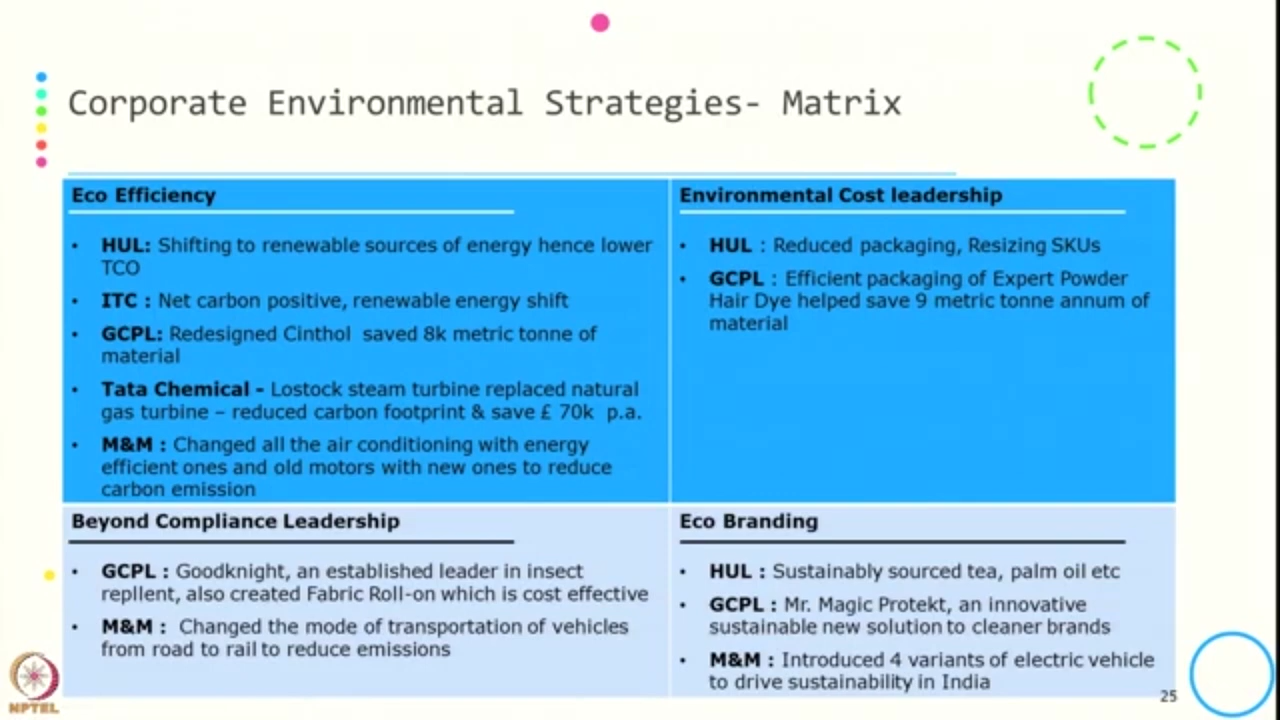 Corporate Environmental Strategies- Matrix
Eco Efficiency
• HUL: Shifting to renewable sources of energy hence lower
TCO
• ITC : Net carbon positive, renewable energy shift
• GCPL: Redesigned Cinthol saved 8k metric tonne of
material
• Tata Chemical - Lostock steam turbine replaced natural
gas turbine – reduced carbon footprint & save £ 70k p.a.
• M&M : Changed all the air conditioning with energy
efficient ones and old motors with new ones to reduce
carbon emission
Environmental Cost leadership
• HUL : Reduced packaging, Resizing SKUs
• GCPL : Efficient packaging of Expert Powder
Hair Dye helped save 9 metric tonne annum of
material
Beyond Compliance Leadership
• GCPL : Goodknight, an established leader in insect
repllent, also created Fabric Roll-on which is cost effective
• M&M : Changed the mode of transportation of vehicles
from road to rail to reduce emissions
Eco Branding
• HUL : Sustainably sourced tea, palm oil etc
• GCPL : Mr. Magic Protekt, an innovative
sustainable new solution to cleaner brands
• M&M : Introduced 4 variants of electric vehicle
to drive sustainability in India
25
NPTEL